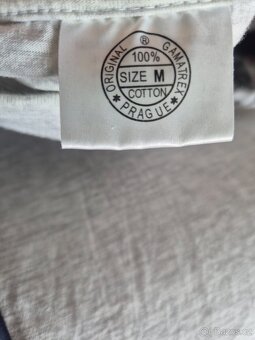 ORIGINAL ® GAMATREX
100%
SIZE M
COTTON
* PRAGUE *